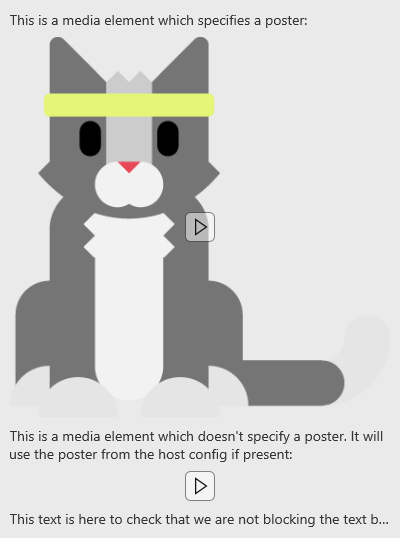 This is a media element which specifies a poster:
This is a media element which doesn't specify a poster. It will
use the poster from the host config if present:
This text is here to check that we are not blocking the text b...